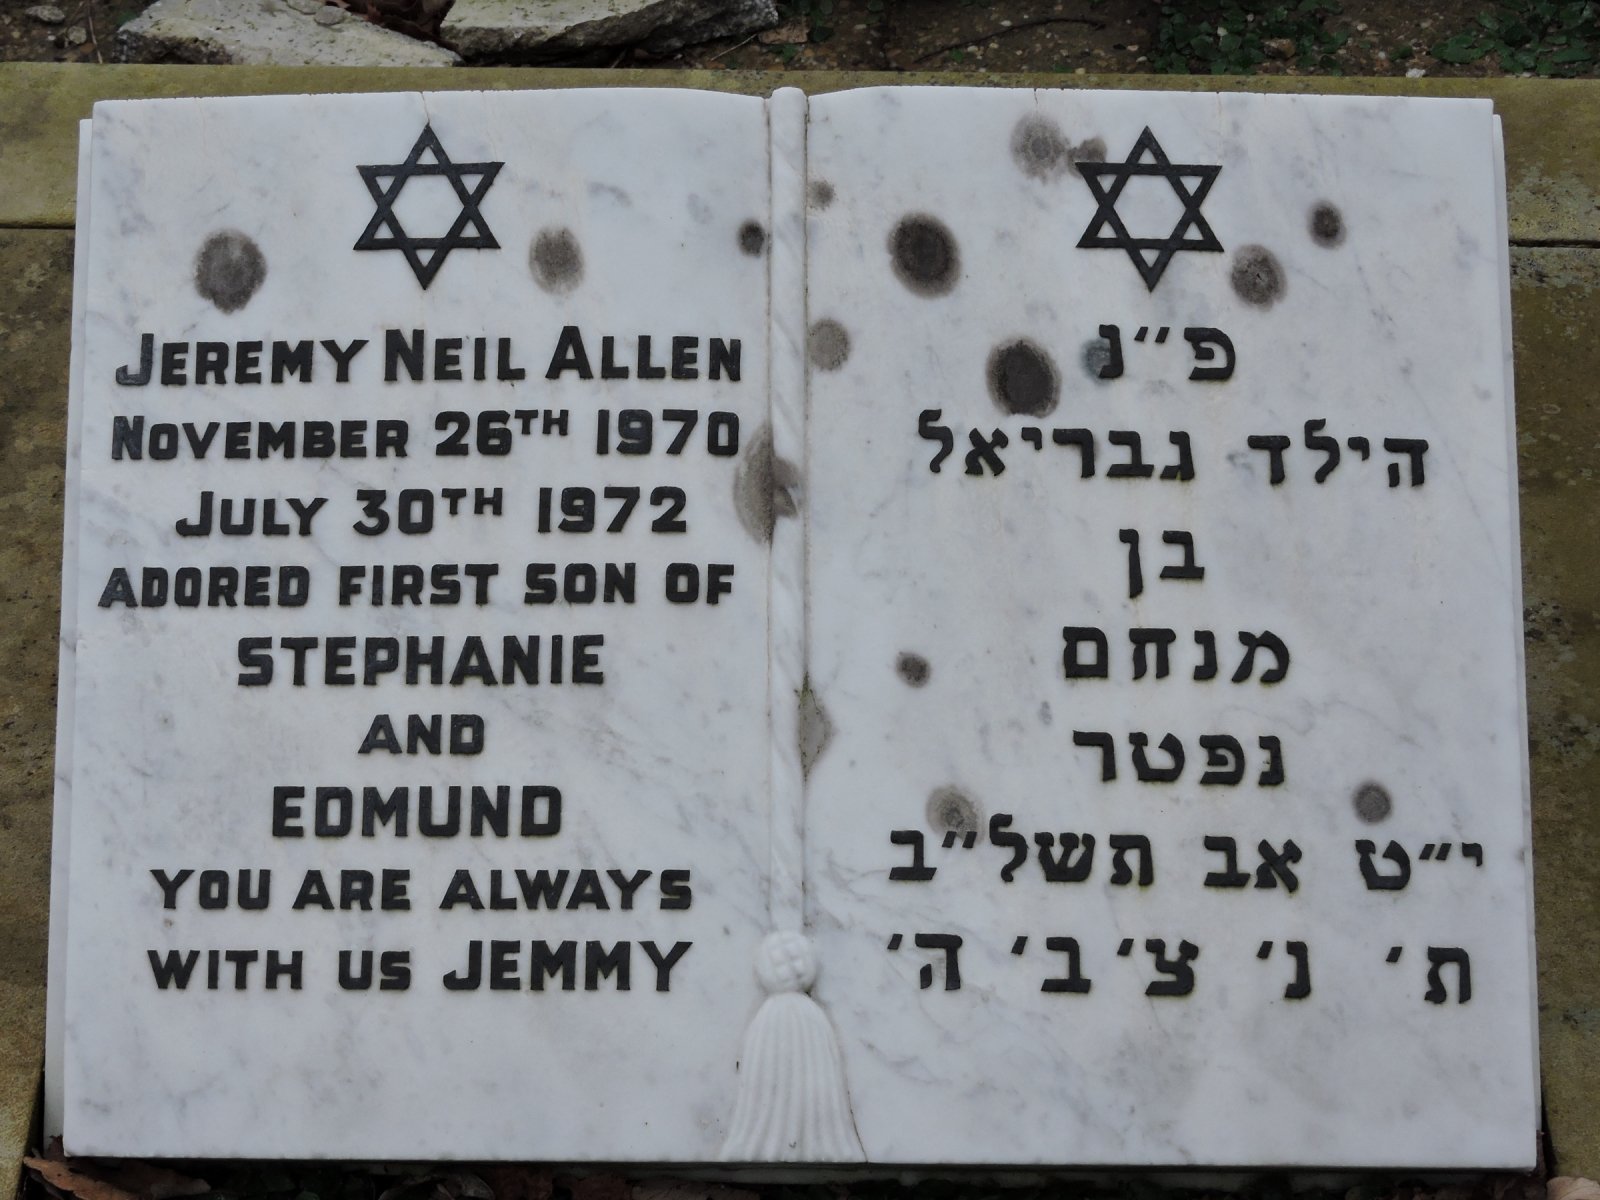 JEREMY NEIL ALLEN
NOVEMBER 26TH 1970
JULY 30TH 1972
ADORED FIRST SON OF
STEPHANIE
AND
EDMUND
YOU ARE ALWAYS
WITH US JEMMY
פ״נ
הילד גבריאל
בן
מנחם
נפטר
י״ט אב תשל״ב
ת׳ נ׳ צ׳ ב׳ ה׳